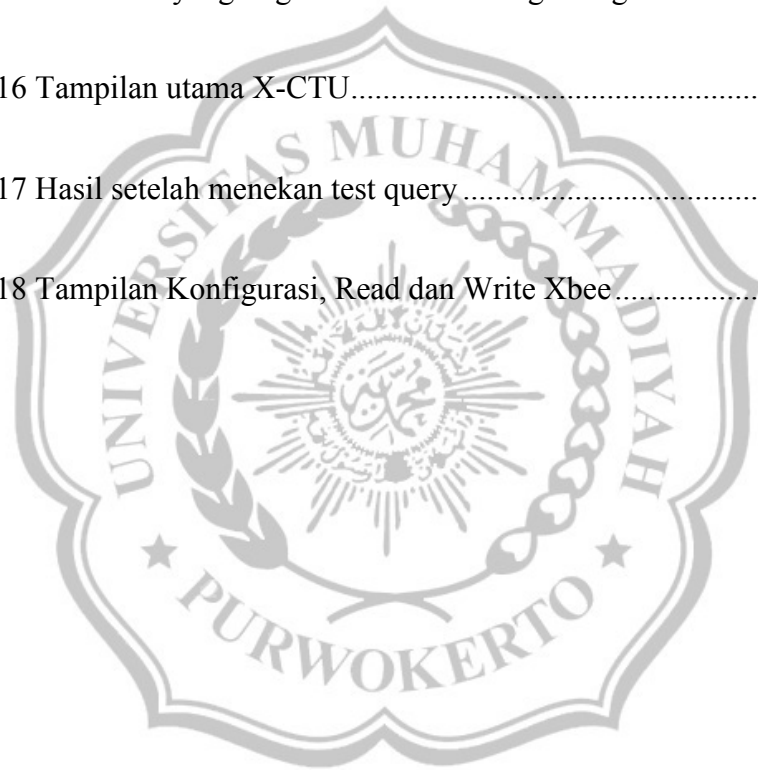 16 Tampilan utama X-CTU
17 Hasil setelah menekan test query
18 Tampilan Konfigurasi, Read dan Write Xbee
UNIVERSITAS MUHAMMADIYAH
PURWOKERTO